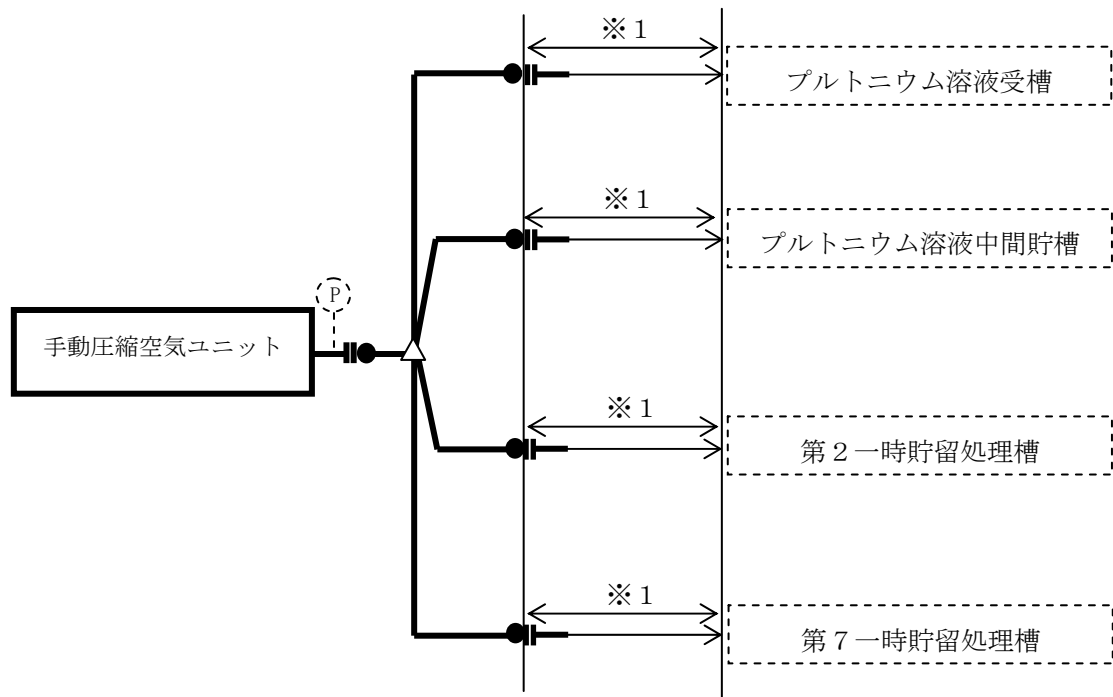 ※１
プルトニウム溶液受槽
※１
プルトニウム溶液中間貯槽
P
手動圧縮空気ユニット
※１
第２一時貯留処理槽
※１
第７一時貯留処理槽